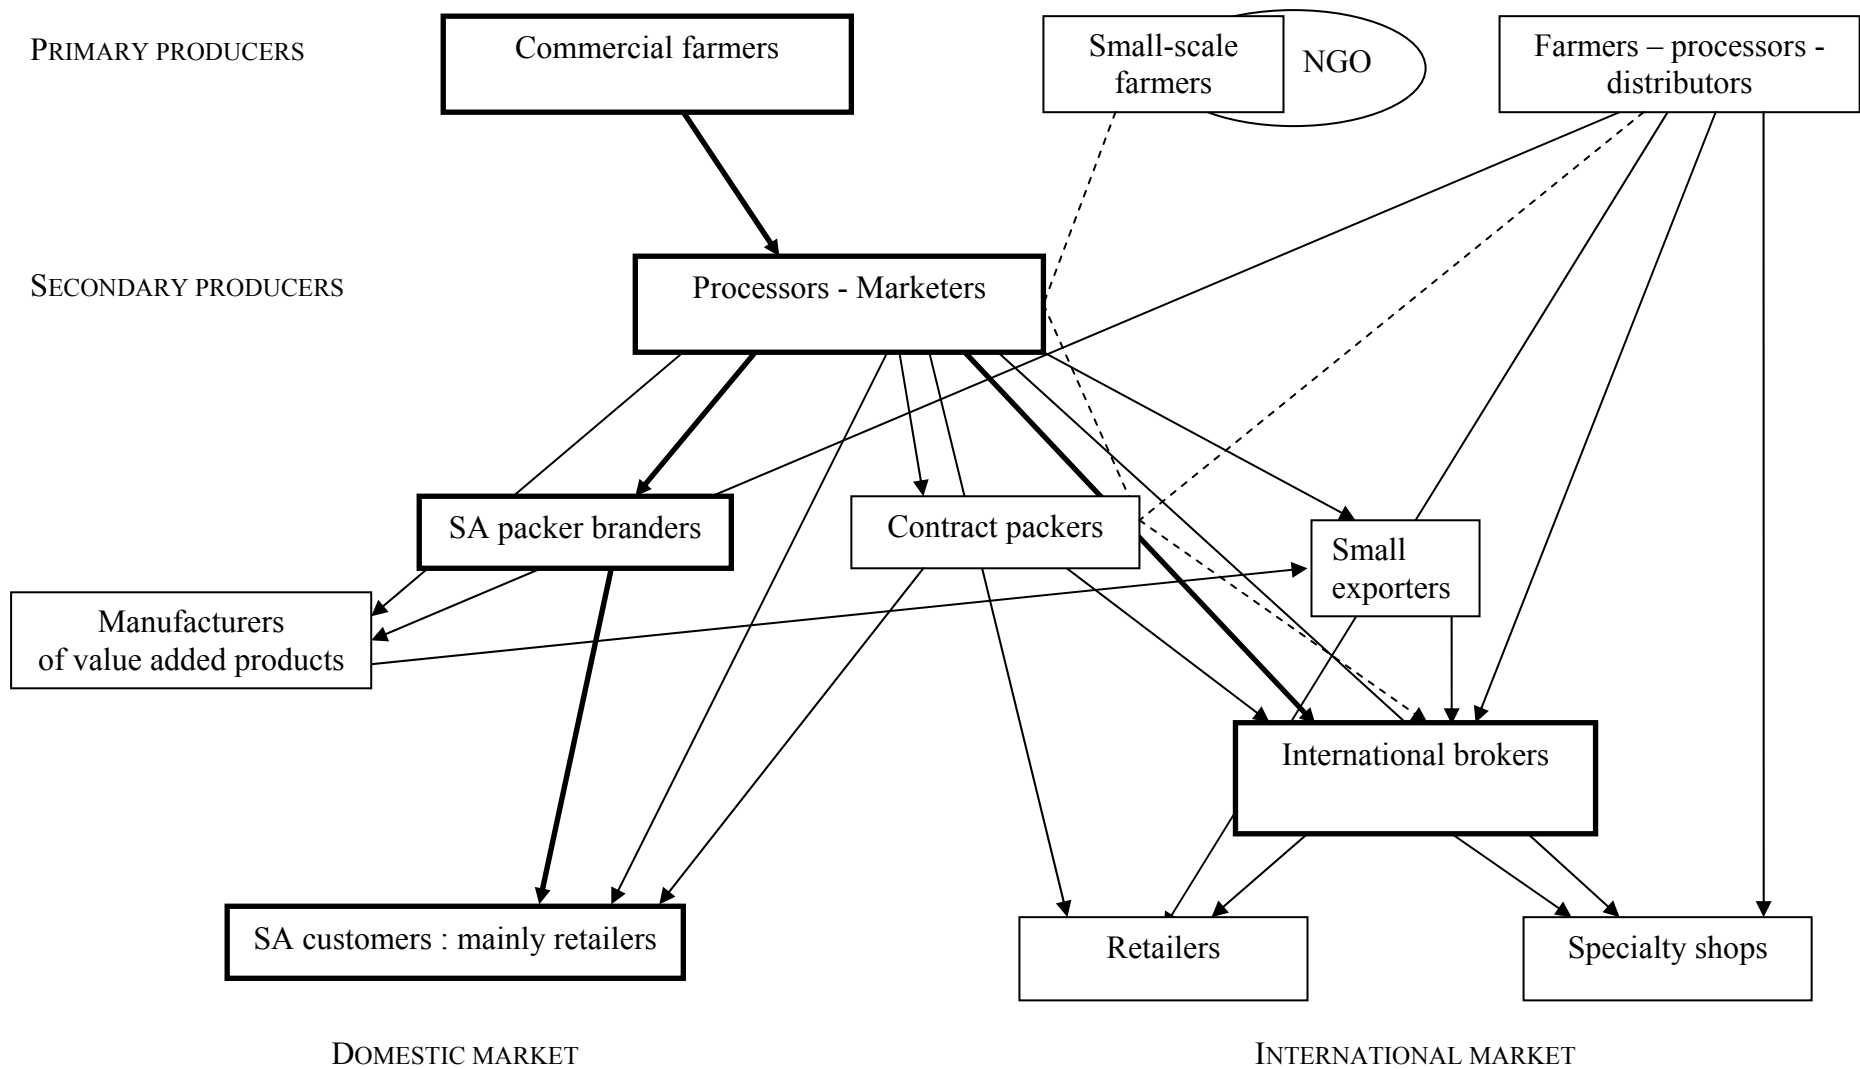 PRIMARY PRODUCERS
Commercial farmers
Small-scale
farmers
NGO
Farmers – processors -
distributors
SECONDARY PRODUCERS
Processors - Marketers
SA packer branders
Contract packers
Small
exporters
Manufacturers
of value added products
International brokers
SA customers : mainly retailers
Retailers
Specialty shops
DOMESTIC MARKET
INTERNATIONAL MARKET